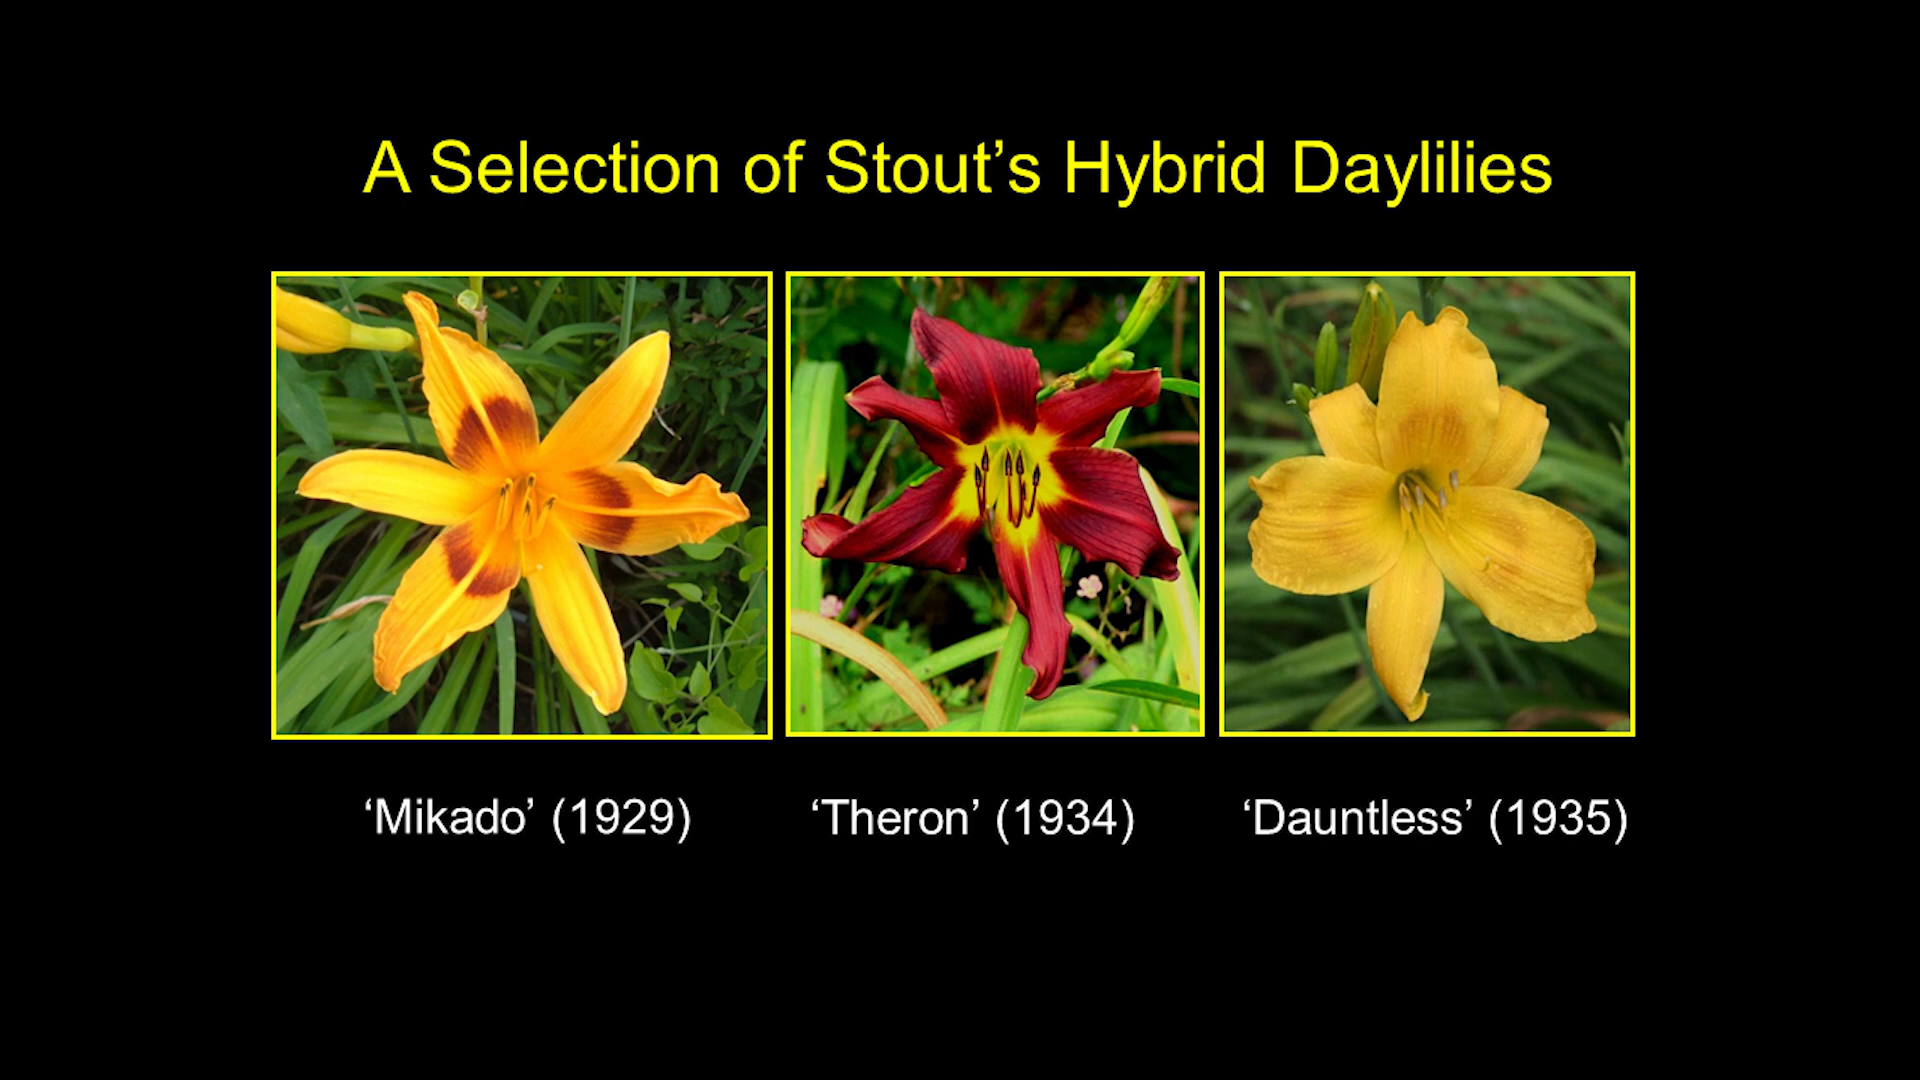 A Selection of Stout’s Hybrid Daylilies
‘Mikado’ (1929)
‘Theron’ (1934)
‘Dauntless’ (1935)